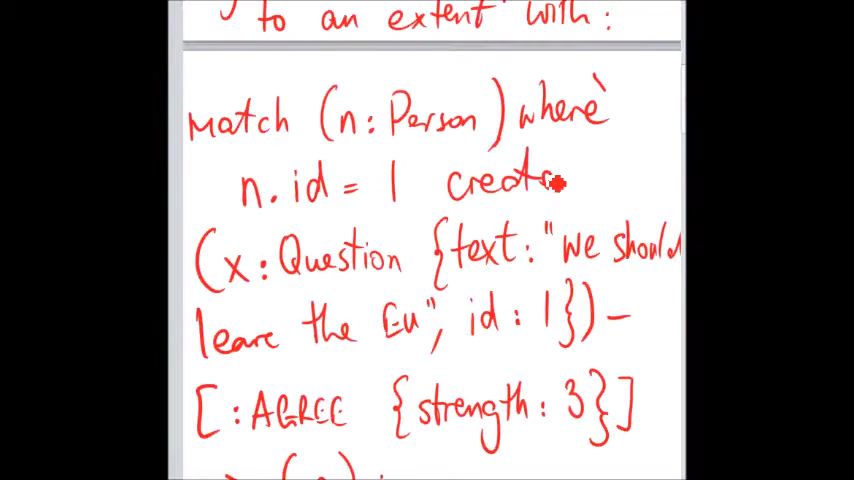 to an extent" with:
match (n: Person) where
n.id = 1 create
(x: Question {text: "we should
leave the EU", id: 1}) -
[: AGREE {strength: 3}]